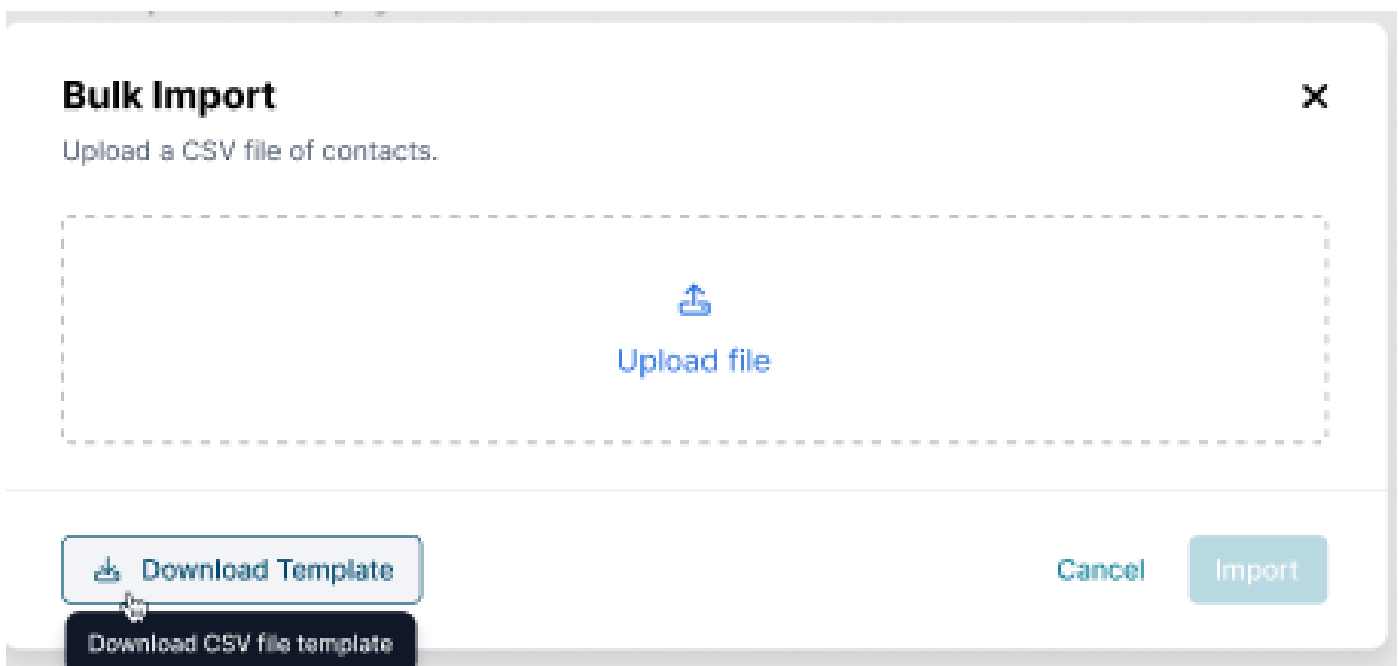 Bulk Import
Upload a CSV file of contacts.
Upload file
Download Template
Cancel
Import
Download CSV file template